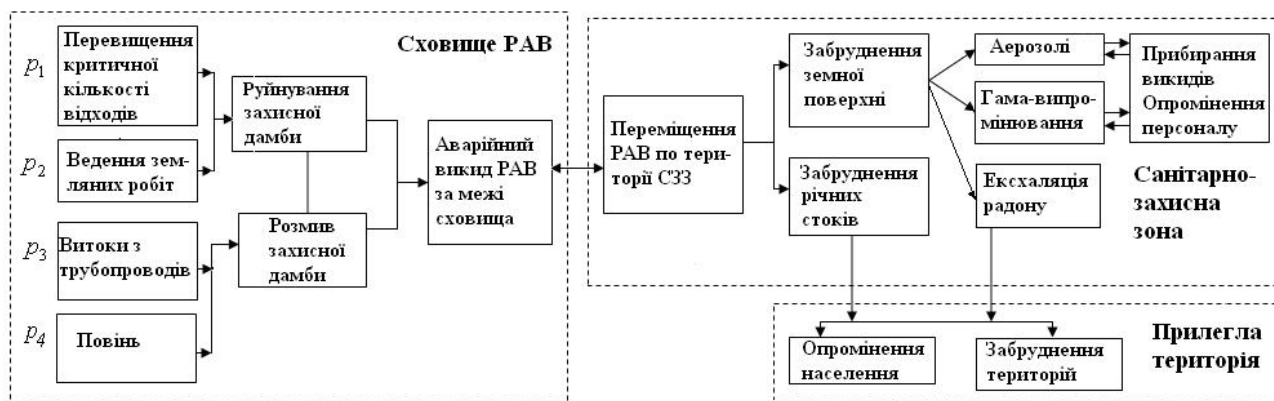 Сховище РАВ
p1
Перевищення
критичної
кількості
відходів
p2
Ведення зем-
ляних робіт
p3
Витоки з
трубопроводів
p4
Повінь
Руйнування
захисної
дамби
Розмив
захисної
дамби
Аварійний
викид РАВ
за межі
сховища
Переміщення
РАВ по тери-
торії СЗЗ
Забруднення
земної
поверхні
Забруднення
річних
стоків
Аерозолі
Гама-випро-
мінювання
Ексхаляція
радону
Прибирання
викидів
Опромінення
персоналу
Санітарно-
захисна
зона
Опромінення
населення
Забруднення
територій
Прилегла
територія